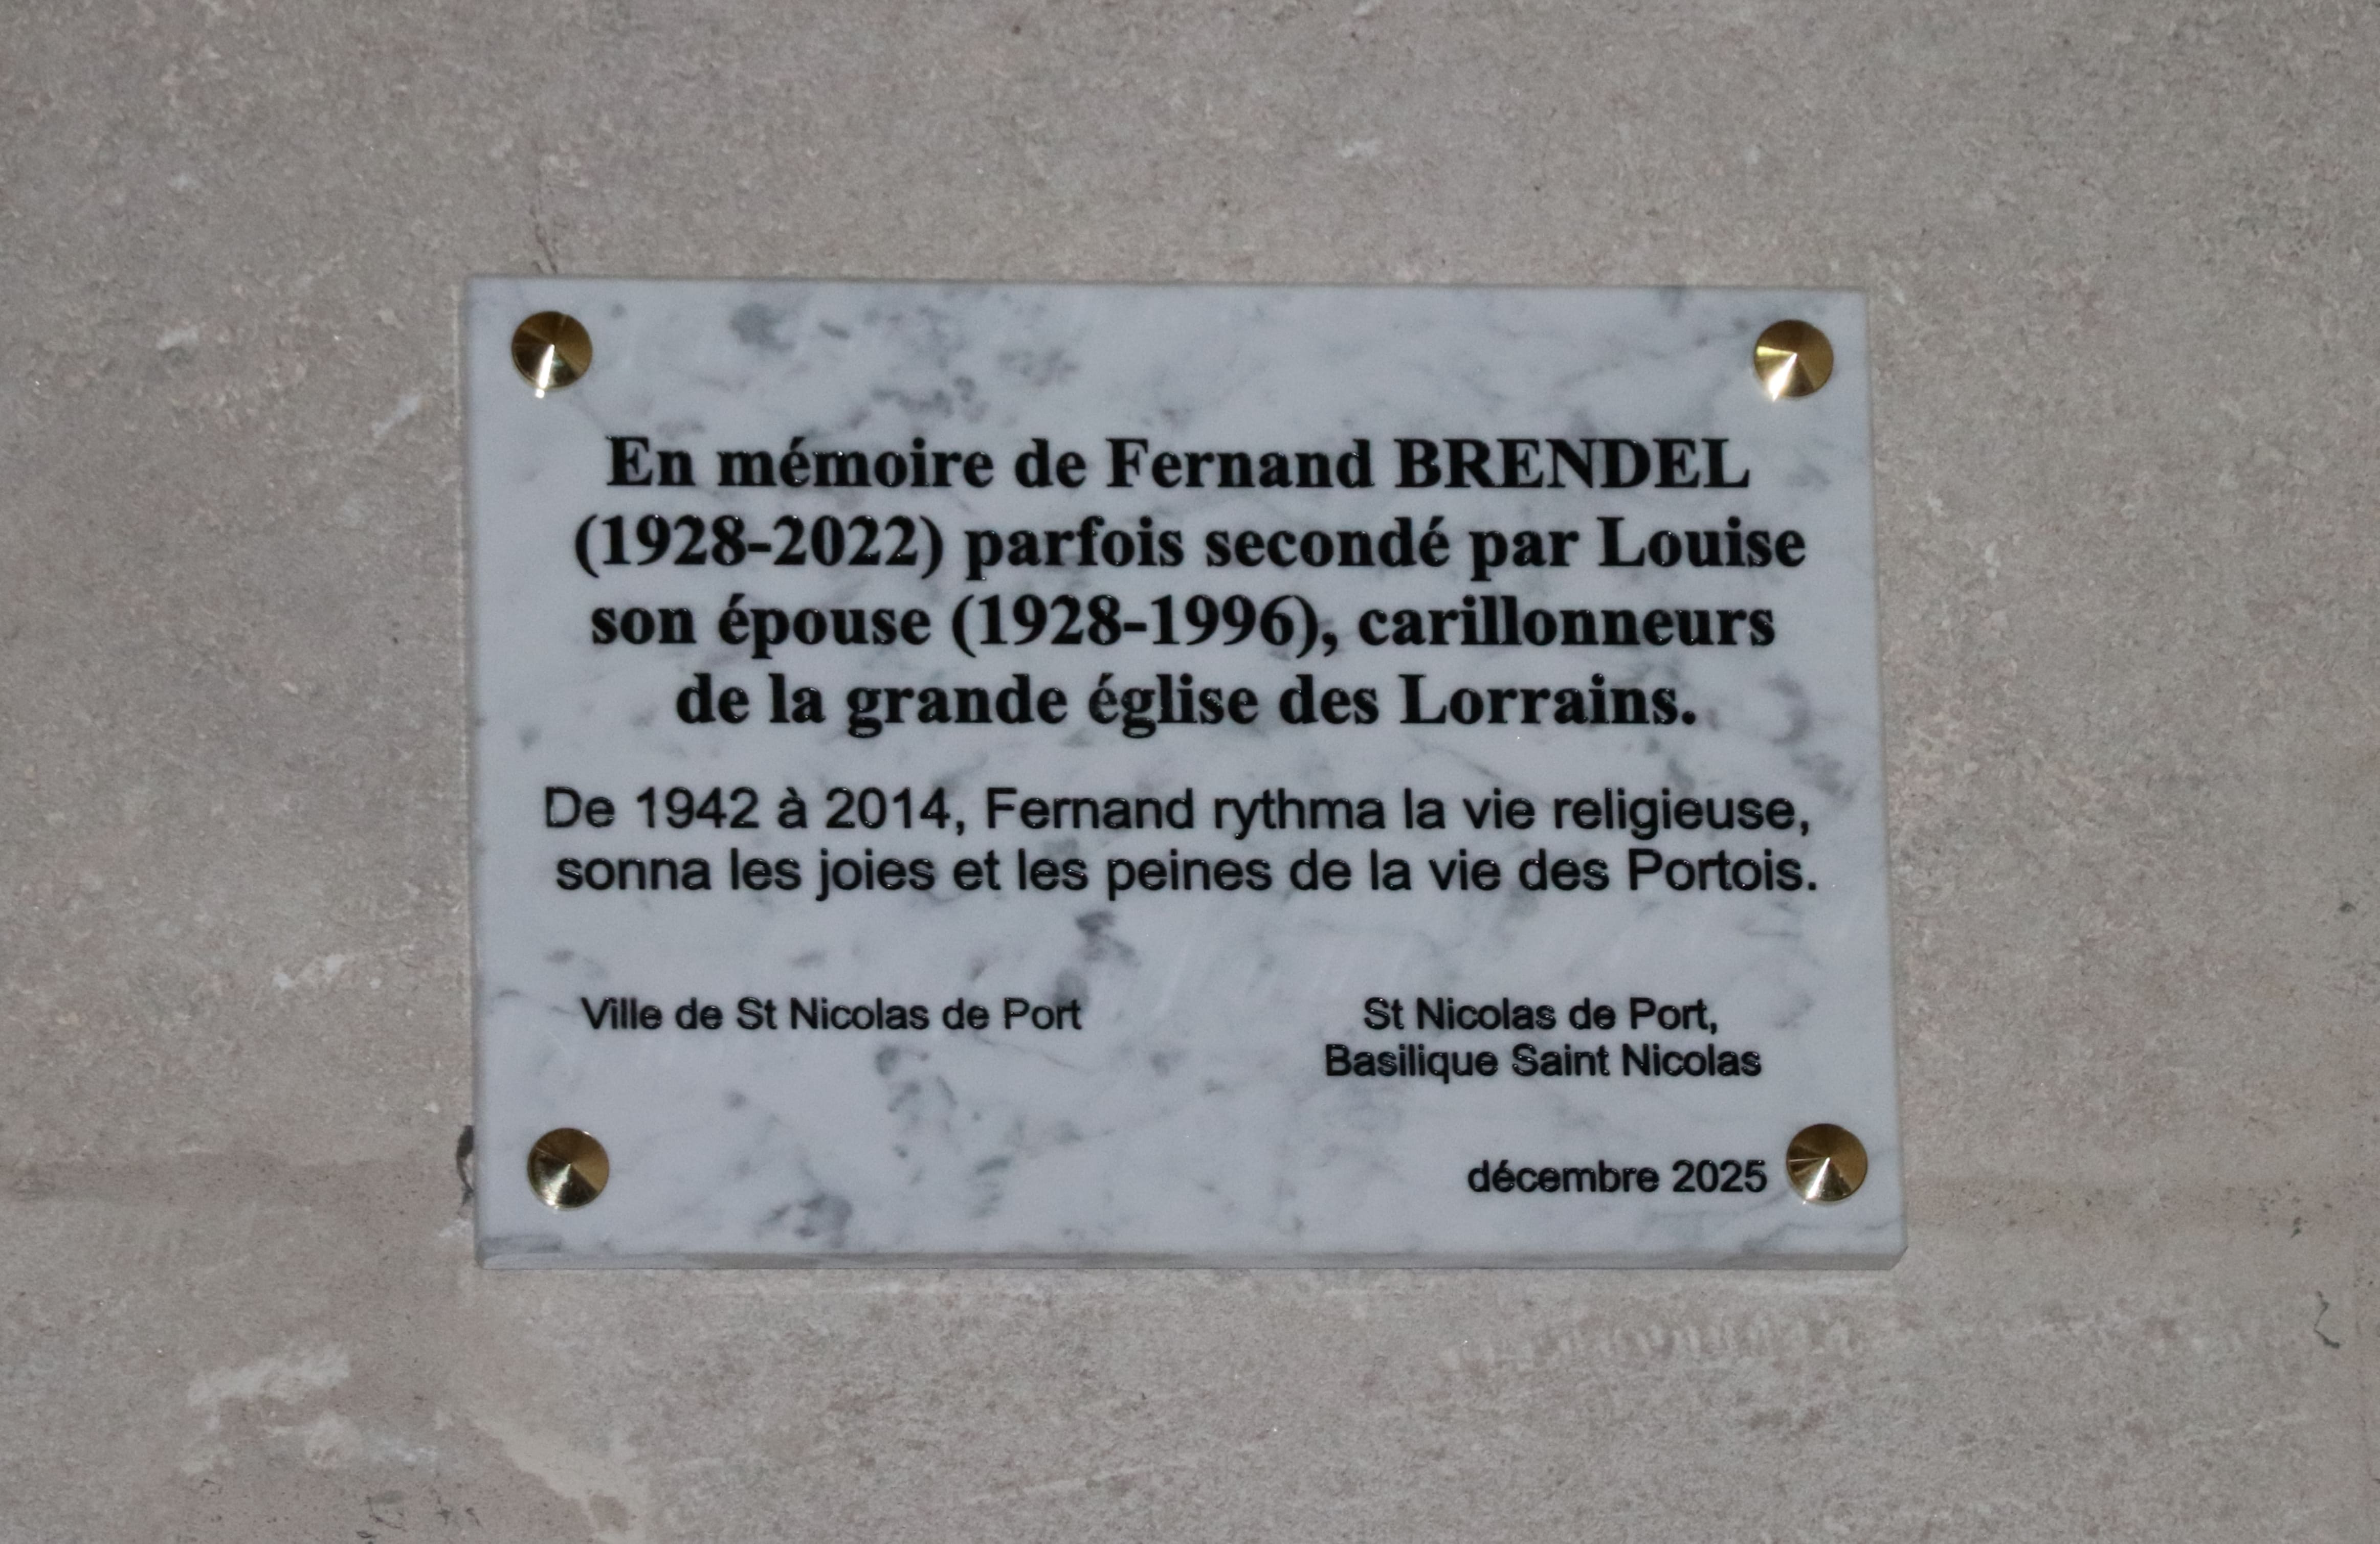 En mémoire de Fernand BRENDEL
(1928-2022) parfois secondé par Louise
son épouse (1928-1996), carillonneurs
de la grande église des Lorrains.
De 1942 à 2014, Fernand rythma la vie religieuse,
sonna les joies et les peines de la vie des Portois.
Ville de St Nicolas de Port
St Nicolas de Port,
Basilique Saint Nicolas
décembre 2025